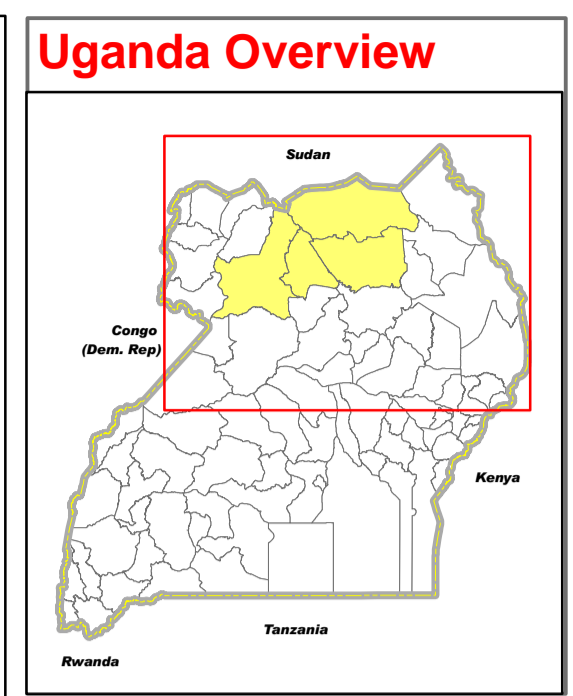 Uganda Overview
Sudan
Congo
(Dem. Rep)
Kenya
Tanzania
Rwanda